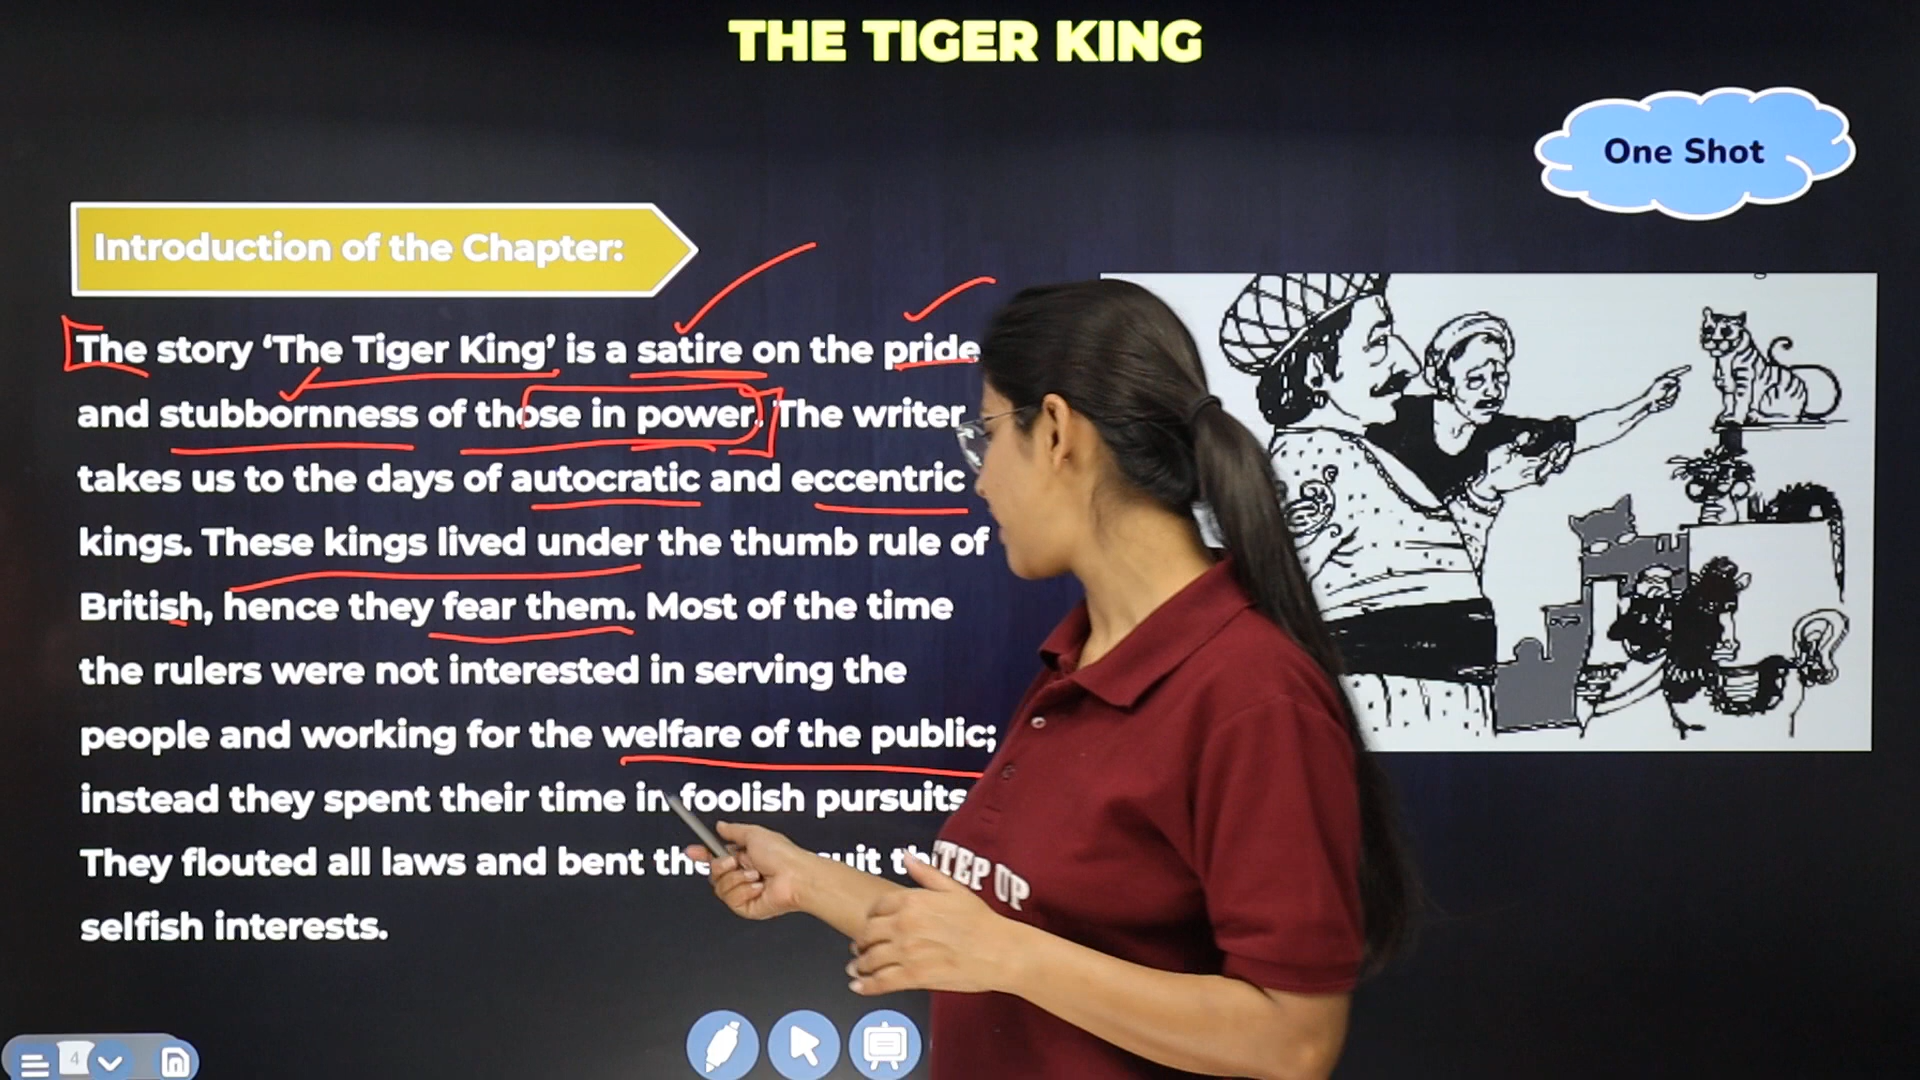 THE TIGER KING
One Shot
Introduction of the Chapter:
The story ‘The Tiger King’ is a satire on the pride
and stubbornness of those in power. The writer
takes us to the days of autocratic and eccentric
kings. These kings lived under the thumb rule of
British, hence they fear them. Most of the time
the rulers were not interested in serving the
people and working for the welfare of the public;
instead they spent their time in foolish pursuits
They flouted all laws and bent
selfish interests.
STEP UP
4